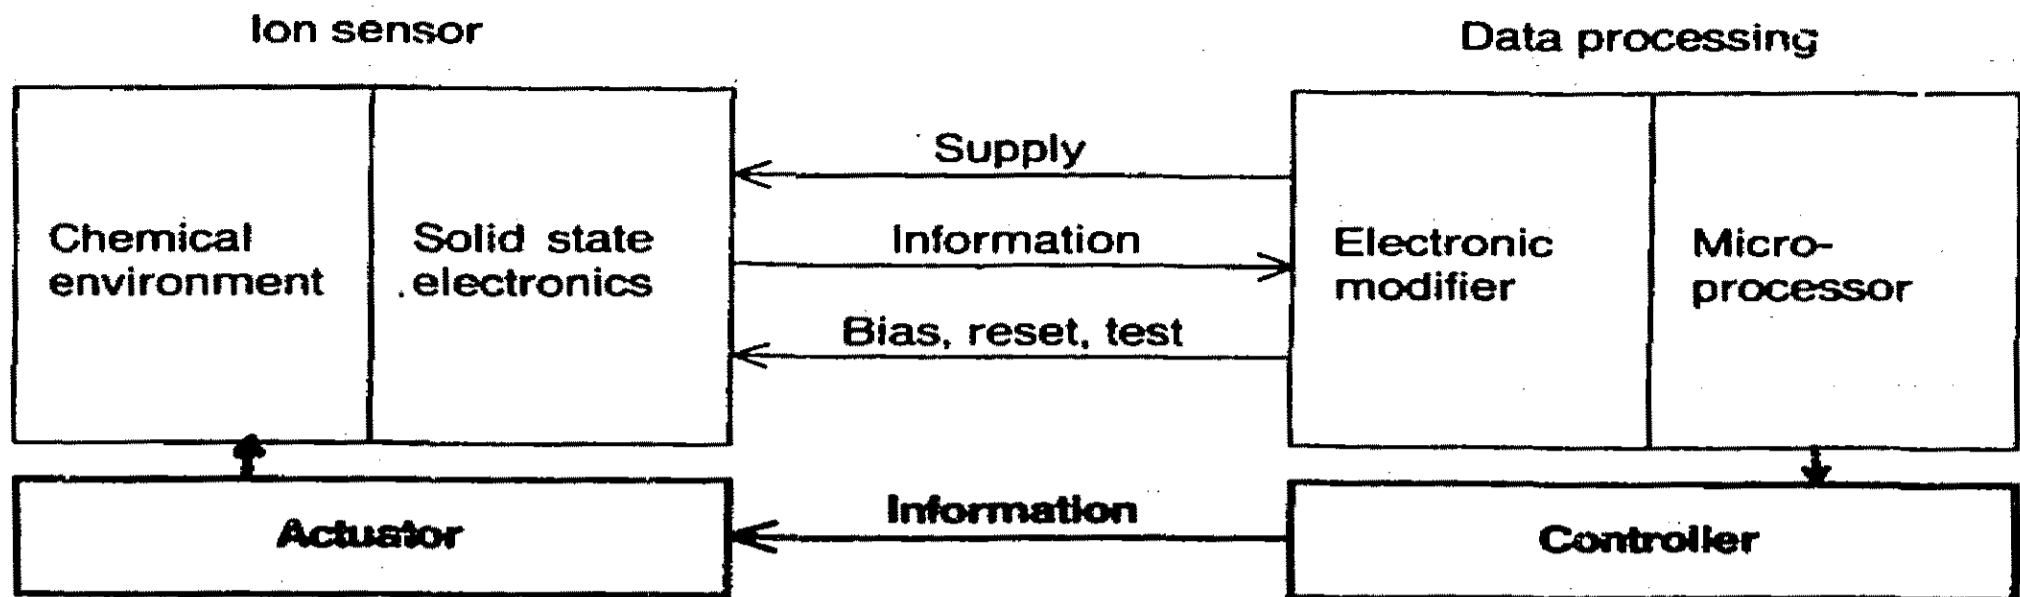 Ion sensor
Data processing
Supply
Chemical
environment
Solid state
electronics
Information
Electronic
modifier
Micro-
processor
Bias, reset, test
Actuator
Information
Controller